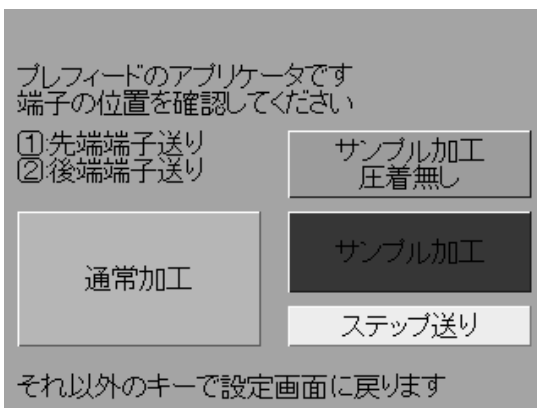 プレフィードのアプリケータです
端子の位置を確認してください
1:先端端子送り
2:後端端子送り
サンプル加工
圧着無し
通常加工
サンプル加工
ステップ送り
それ以外のキーで設定画面に戻ります